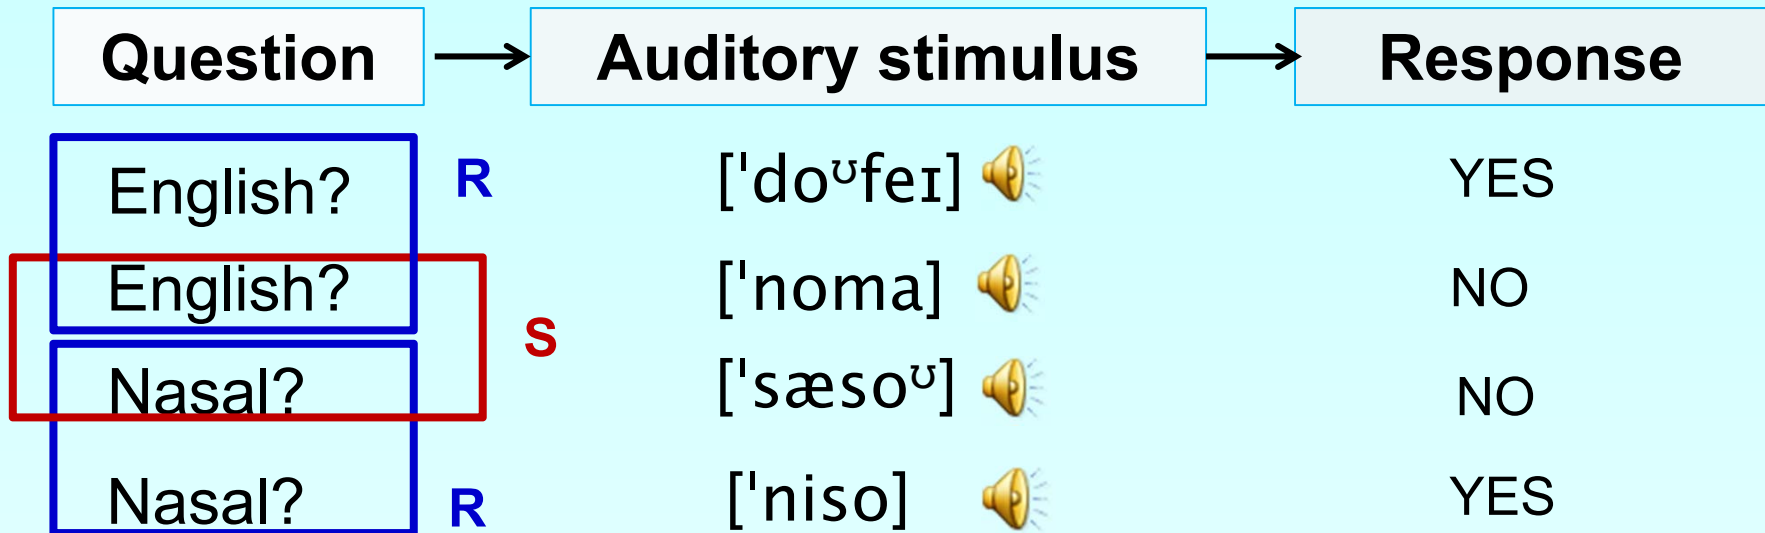 Question → Auditory stimulus → Response
English? R [ˈdoᶷfeɪ] YES
English? [ˈnoma] NO
S
Nasal? [ˈsæsoᶷ] NO
Nasal? R [ˈniso] YES